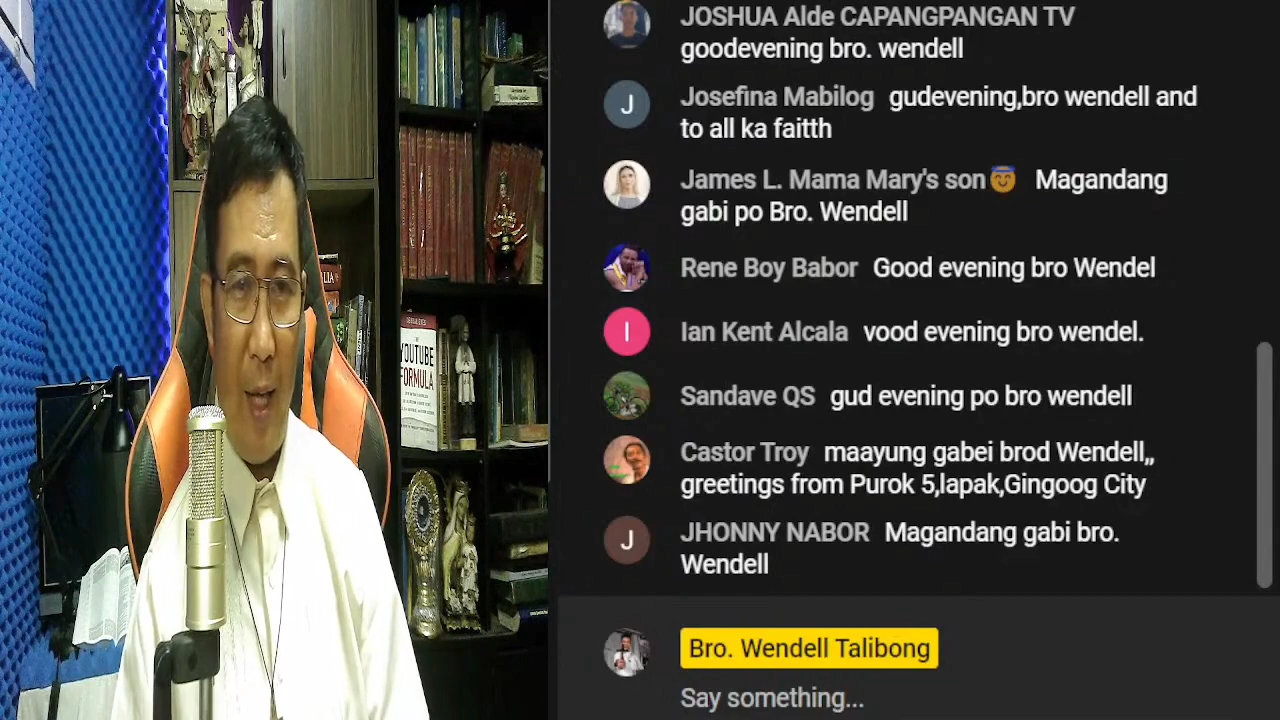 JOSHUA Alde CAPANGPANGAN TV
goodevening bro. wendell
J
Josefina Mabilog gudevening,bro wendell and
to all ka faitth
James L. Mama Mary's son😇 Magandang
gabi po Bro. Wendell
Rene Boy Babor Good evening bro Wendel
I
Ian Kent Alcala vood evening bro wendel.
Sandave QS gud evening po bro wendell
Castor Troy maayung gabei brod Wendell,,
greetings from Purok 5,lapak,Gingoog City
J
JHONNY NABOR Magandang gabi bro.
Wendell
Bro. Wendell Talibong
Say something...
YOUTUBE
FORMULA